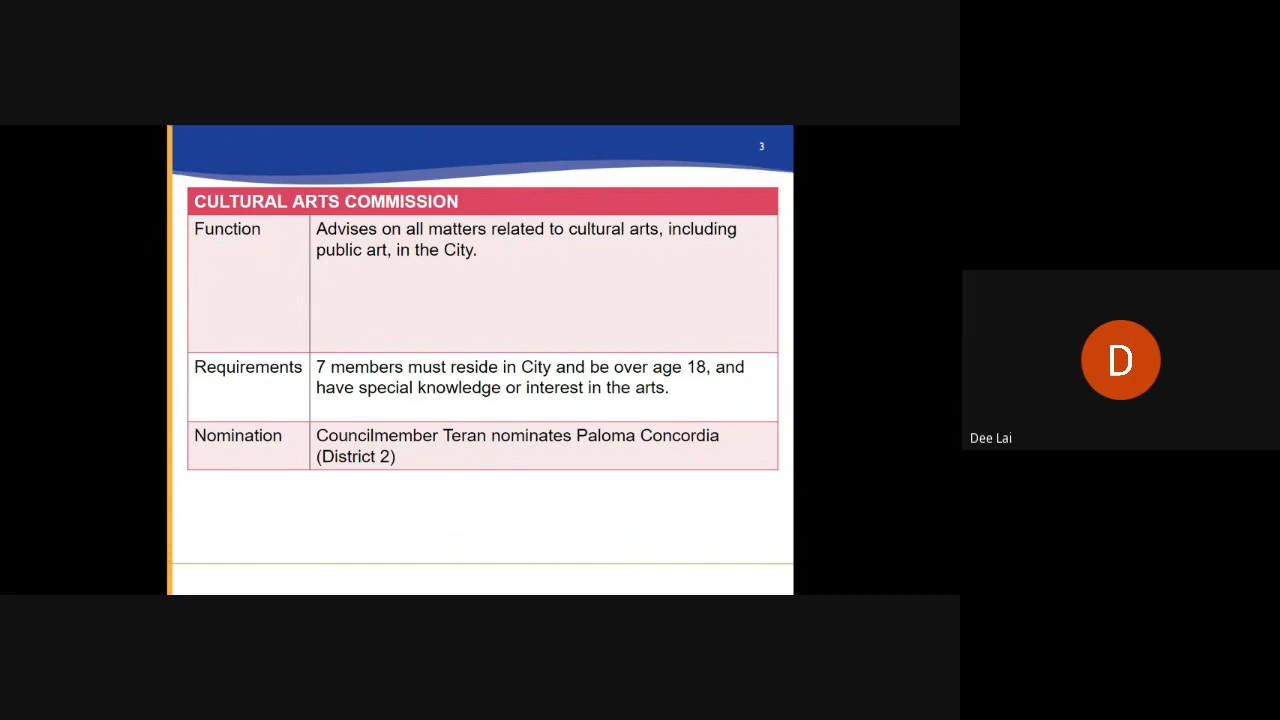 3
CULTURAL ARTS COMMISSION
Function
Advises on all matters related to cultural arts, including
public art, in the City.
Requirements
7 members must reside in City and be over age 18, and
have special knowledge or interest in the arts.
Nomination
Councilmember Teran nominates Paloma Concordia
(District 2)
D
Dee Lai